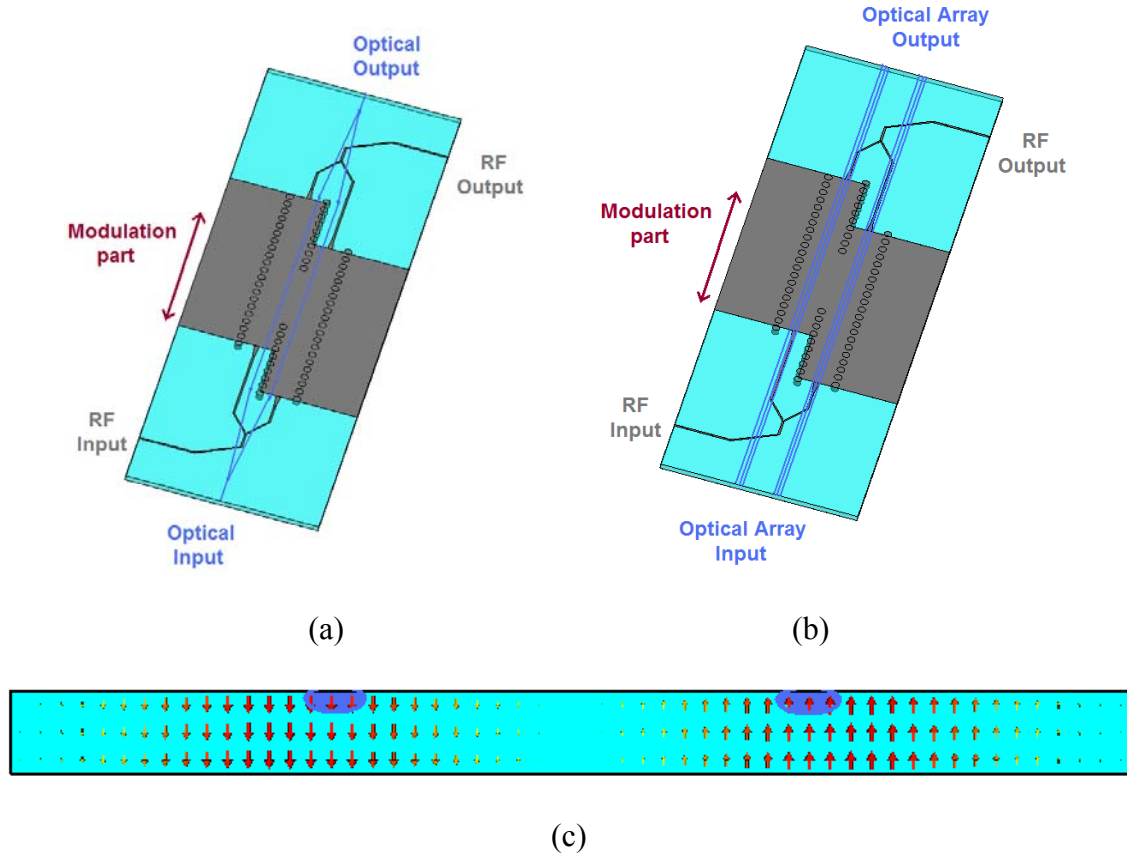 Optical
Output
RF
Output
Modulation
part
RF
Input
Optical
Input
(a)
Optical Array
Output
RF
Output
Modulation
part
RF
Input
Optical Array
Input
(b)
(c)